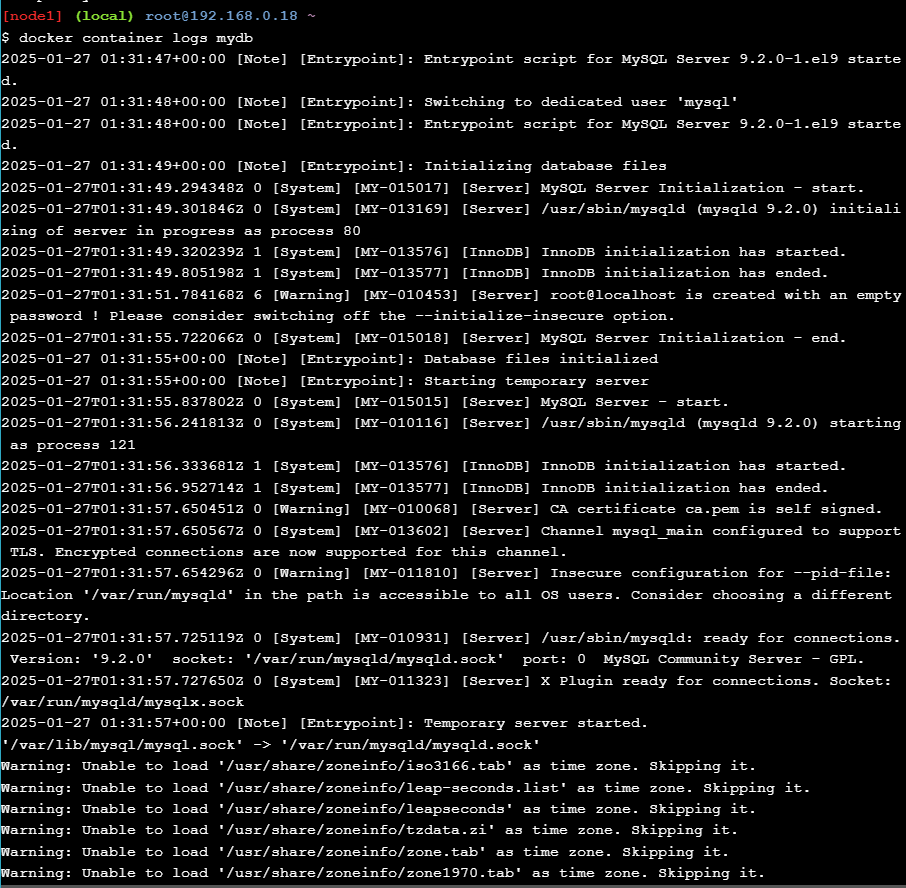 [node1] (local) root@192.168.0.18 ~
$ docker container logs mydb
2025-01-27 01:31:47+00:00 [Note] [Entrypoint]: Entrypoint script for MySQL Server 9.2.0-1.el9 starte
d.
2025-01-27 01:31:48+00:00 [Note] [Entrypoint]: Switching to dedicated user 'mysql'
2025-01-27 01:31:48+00:00 [Note] [Entrypoint]: Entrypoint script for MySQL Server 9.2.0-1.el9 starte
d.
2025-01-27 01:31:49+00:00 [Note] [Entrypoint]: Initializing database files
2025-01-27T01:31:49.294348Z 0 [System] [MY-015017] [Server] MySQL Server Initialization - start.
2025-01-27T01:31:49.301846Z 0 [System] [MY-013169] [Server] /usr/sbin/mysqld (mysqld 9.2.0) initiali
zing of server in progress as process 80
2025-01-27T01:31:49.320239Z 1 [System] [MY-013576] [InnoDB] InnoDB initialization has started.
2025-01-27T01:31:49.805198Z 1 [System] [MY-013577] [InnoDB] InnoDB initialization has ended.
2025-01-27T01:31:51.784168Z 6 [Warning] [MY-010453] [Server] root@localhost is created with an empty
 password ! Please consider switching off the --initialize-insecure option.
2025-01-27T01:31:55.722066Z 0 [System] [MY-015018] [Server] MySQL Server Initialization - end.
2025-01-27 01:31:55+00:00 [Note] [Entrypoint]: Database files initialized
2025-01-27 01:31:55+00:00 [Note] [Entrypoint]: Starting temporary server
2025-01-27T01:31:55.837802Z 0 [System] [MY-015015] [Server] MySQL Server - start.
2025-01-27T01:31:56.241813Z 0 [System] [MY-010116] [Server] /usr/sbin/mysqld (mysqld 9.2.0) starting
 as process 121
2025-01-27T01:31:56.333681Z 1 [System] [MY-013576] [InnoDB] InnoDB initialization has started.
2025-01-27T01:31:56.952714Z 1 [System] [MY-013577] [InnoDB] InnoDB initialization has ended.
2025-01-27T01:31:57.650451Z 0 [Warning] [MY-010068] [Server] CA certificate ca.pem is self signed.
2025-01-27T01:31:57.650567Z 0 [System] [MY-013602] [Server] Channel mysql_main configured to support
 TLS. Encrypted connections are now supported for this channel.
2025-01-27T01:31:57.654296Z 0 [Warning] [MY-011810] [Server] Insecure configuration for --pid-file:
Location '/var/run/mysqld' in the path is accessible to all OS users. Consider choosing a different
directory.
2025-01-27T01:31:57.725119Z 0 [System] [MY-010931] [Server] /usr/sbin/mysqld: ready for connections.
 Version: '9.2.0'  socket: '/var/run/mysqld/mysqld.sock'  port: 0  MySQL Community Server - GPL.
2025-01-27T01:31:57.727650Z 0 [System] [MY-011323] [Server] X Plugin ready for connections. Socket:
/var/run/mysqld/mysqlx.sock
2025-01-27 01:31:57+00:00 [Note] [Entrypoint]: Temporary server started.
'/var/lib/mysql/mysql.sock' -> '/var/run/mysqld/mysqld.sock'
Warning: Unable to load '/usr/share/zoneinfo/iso3166.tab' as time zone. Skipping it.
Warning: Unable to load '/usr/share/zoneinfo/leap-seconds.list' as time zone. Skipping it.
Warning: Unable to load '/usr/share/zoneinfo/leapseconds' as time zone. Skipping it.
Warning: Unable to load '/usr/share/zoneinfo/tzdata.zi' as time zone. Skipping it.
Warning: Unable to load '/usr/share/zoneinfo/zone.tab' as time zone. Skipping it.
Warning: Unable to load '/usr/share/zoneinfo/zone1970.tab' as time zone. Skipping it.